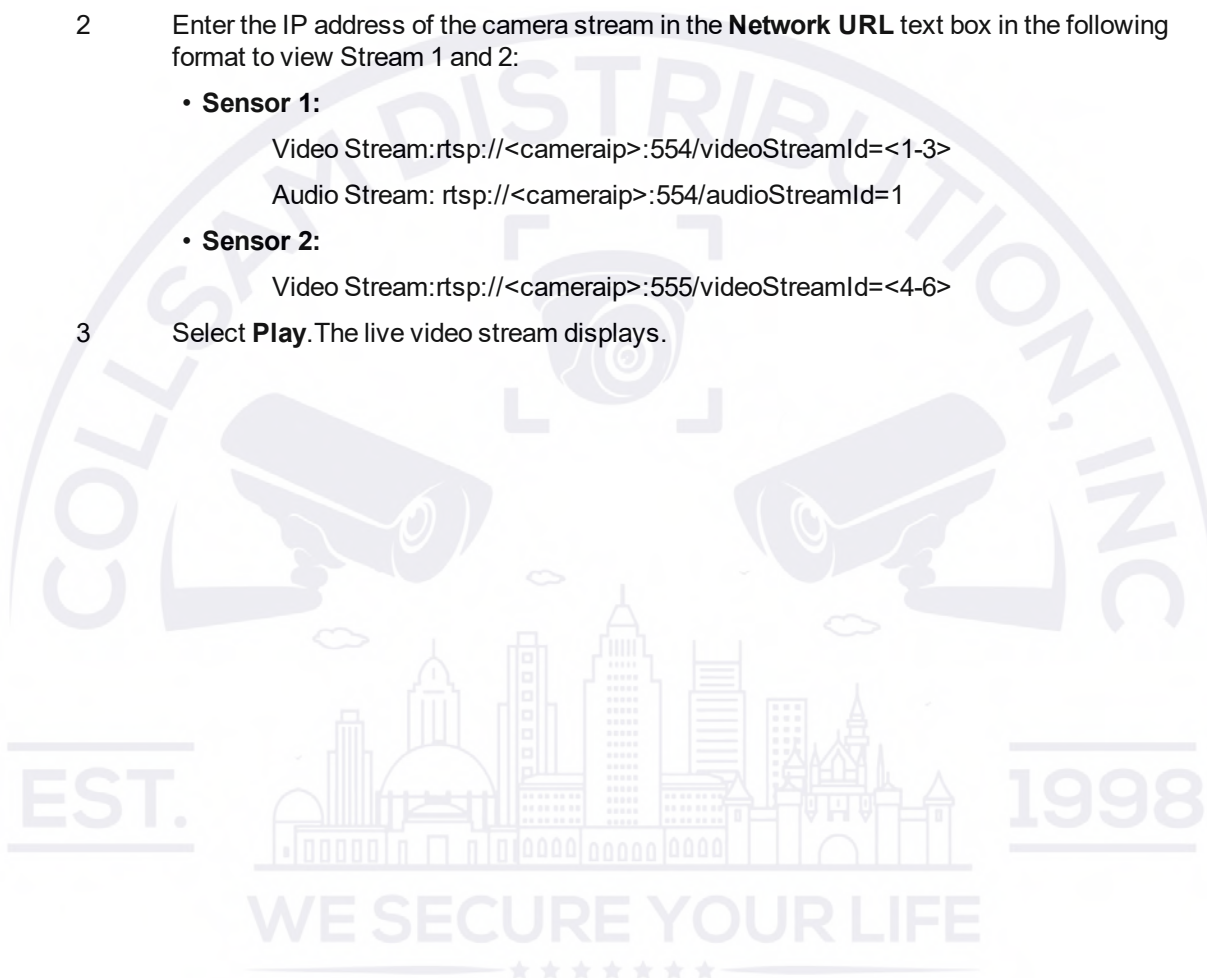 2 Enter the IP address of the camera stream in the Network URL text box in the following
format to view Stream 1 and 2:
• Sensor 1:
Video Stream:rtsp://<cameraip>:554/videoStreamId=<1-3>
Audio Stream: rtsp://<cameraip>:554/audioStreamId=1
• Sensor 2:
Video Stream:rtsp://<cameraip>:555/videoStreamId=<4-6>
3 Select Play.The live video stream displays.
COLLSAM DISTRIBUTION, INC
EST. 1998
WE SECURE YOUR LIFE